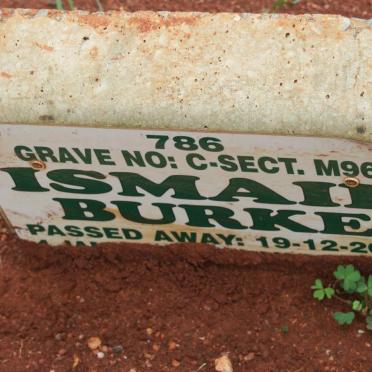 786
GRAVE NO: C-SECT. M96
ISMAIL
BURKE
PASSED AWAY: 19-12-20